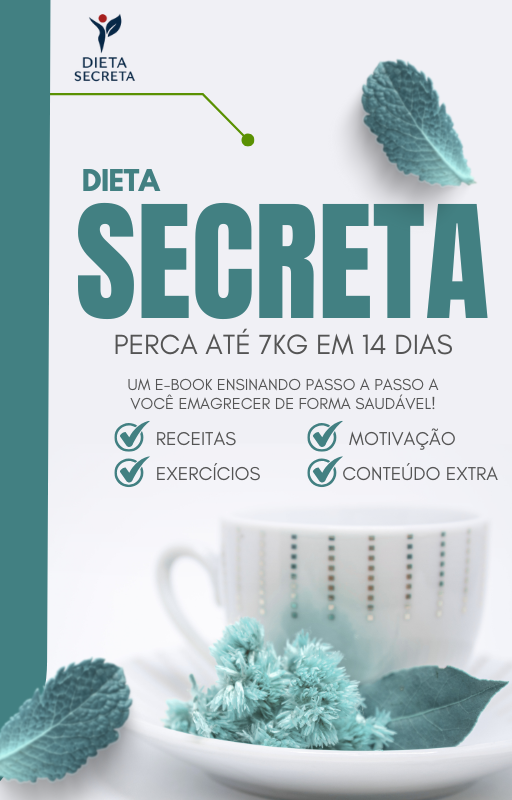 DIETA
SECRETA
DIETA
SECRETA
PERCA ATÉ 7KG EM 14 DIAS
UM E-BOOK ENSINANDO PASSO A PASSO A
VOCÊ EMAGRECER DE FORMA SAUDÁVEL!
RECEITAS
MOTIVAÇÃO
EXERCÍCIOS
CONTEÚDO EXTRA